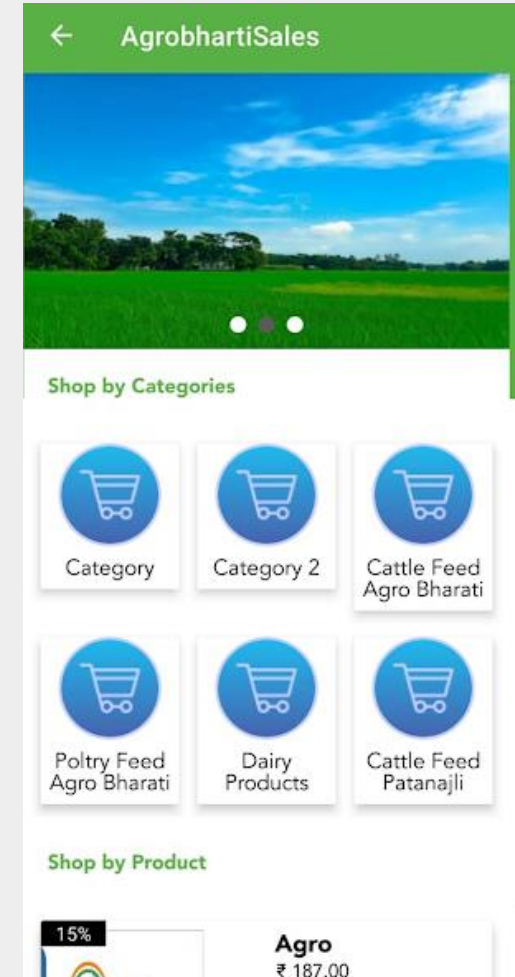 AgrobhartiSales
Shop by Categories
Category
Category 2
Cattle Feed
Agro Bharati
Poltry Feed
Agro Bharati
Dairy
Products
Cattle Feed
Patanajli
Shop by Product
15%
Agro
₹ 187.00